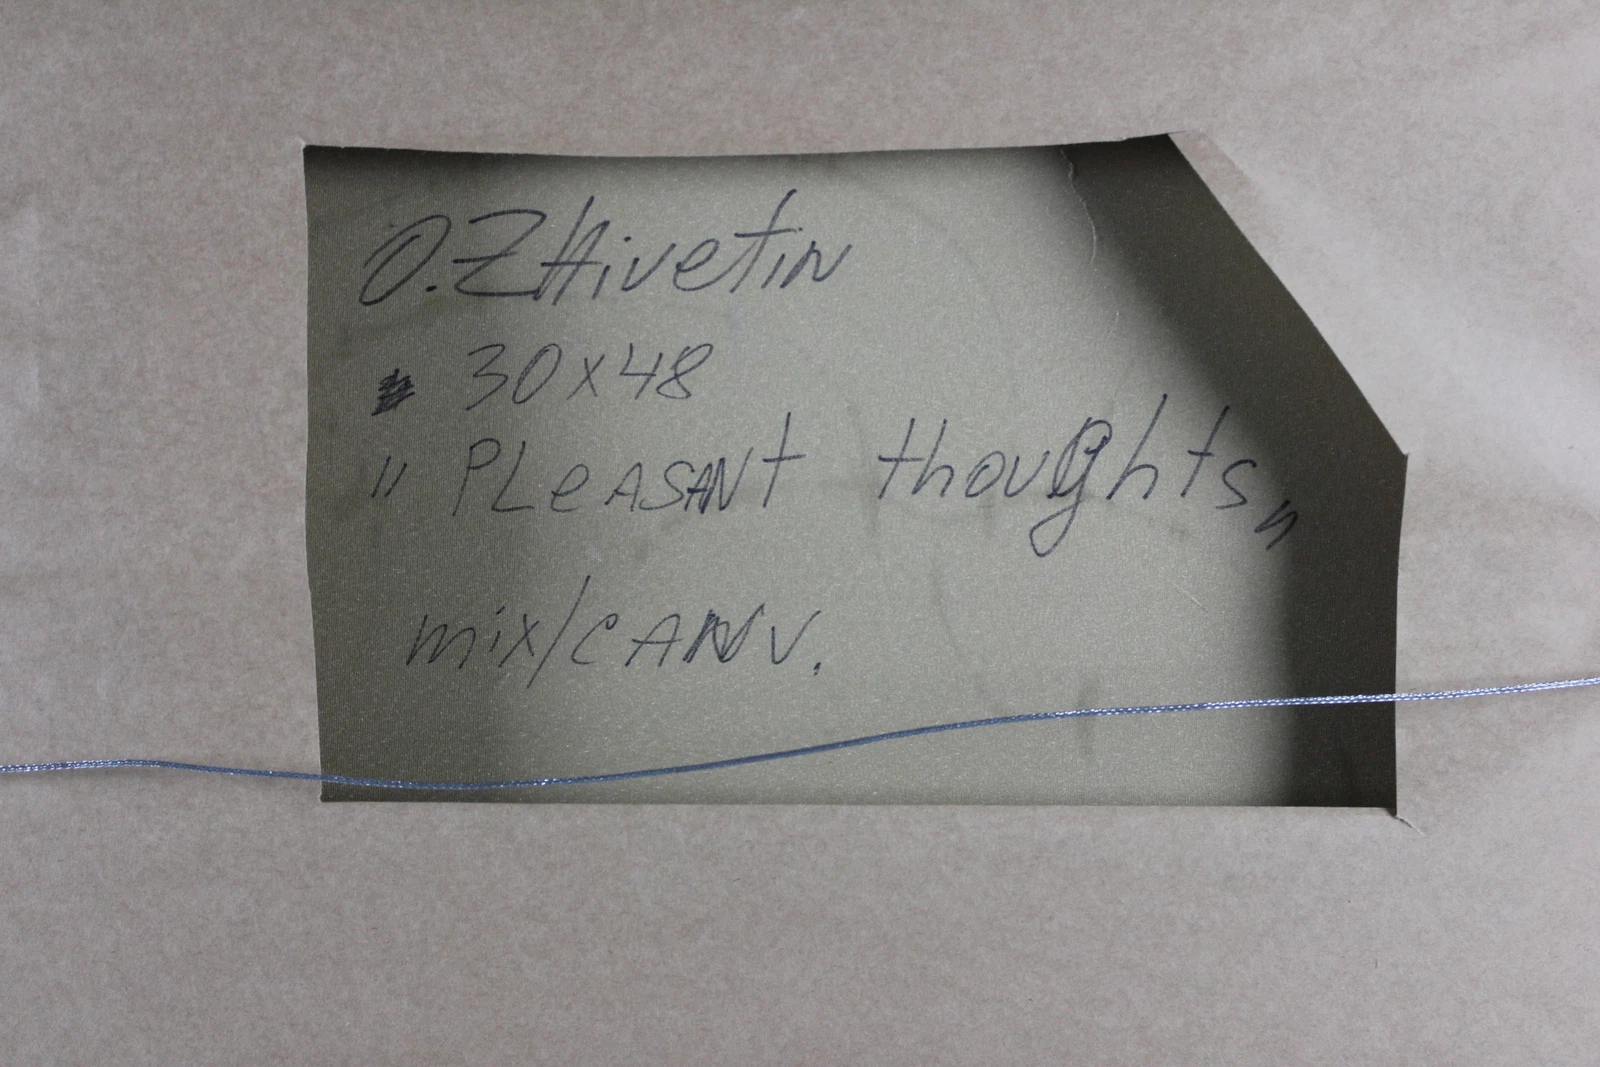 O. ZHivetin
30x48
" PLeASANt thoughts "
mix/CANV.